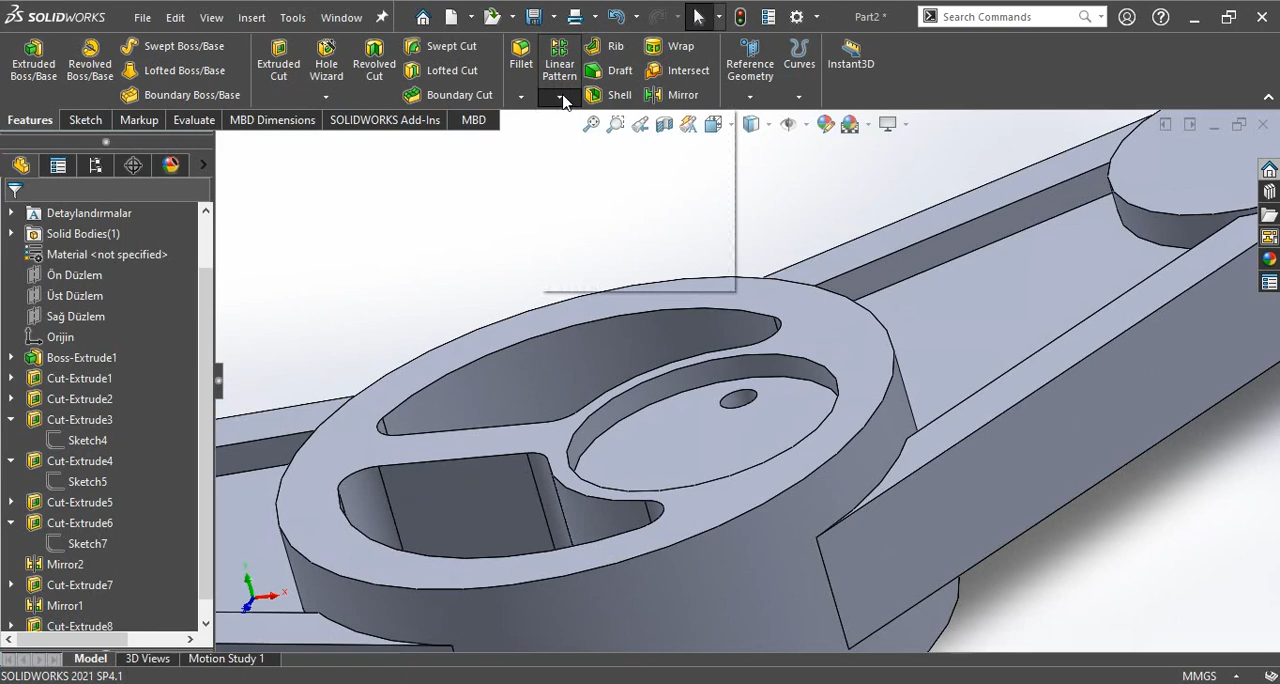 SOLIDWORKS File Edit View Insert Tools Window Part2 * Search Commands
Extruded Boss/Base Revolved Boss/Base Swept Boss/Base Lofted Boss/Base Boundary Boss/Base Extruded Cut Hole Wizard Revolved Cut Swept Cut Lofted Cut Boundary Cut Fillet Linear Pattern Rib Draft Shell Wrap Intersect Mirror Reference Geometry Curves Instant3D
Features Sketch Markup Evaluate MBD Dimensions SOLIDWORKS Add-Ins MBD
Detaylandırmalar
Solid Bodies(1)
Material <not specified>
Ön Düzlem
Üst Düzlem
Sağ Düzlem
Orijin
Boss-Extrude1
Cut-Extrude1
Cut-Extrude2
Cut-Extrude3
Sketch4
Cut-Extrude4
Sketch5
Cut-Extrude5
Cut-Extrude6
Sketch7
Mirror2
Cut-Extrude7
Mirror1
Cut-Extrude8
Y X Z
Model 3D Views Motion Study 1
SOLIDWORKS 2021 SP4.1 MMGS